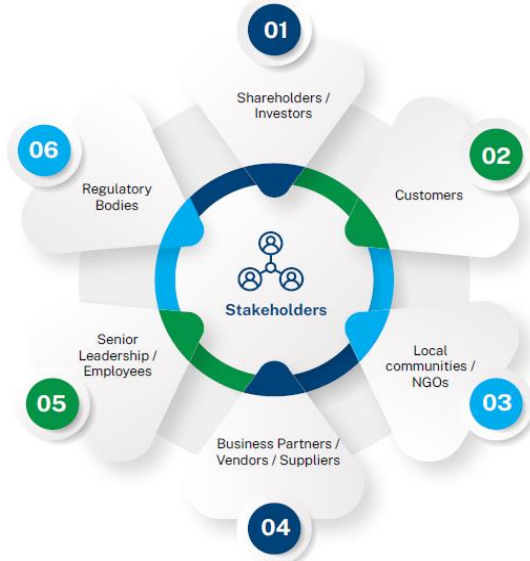 01
Shareholders /
Investors
02
Customers
Local
communities /
NGOs
03
Business Partners /
Vendors / Suppliers
04
Senior
Leadership /
Employees
05
06
Regulatory
Bodies
Stakeholders